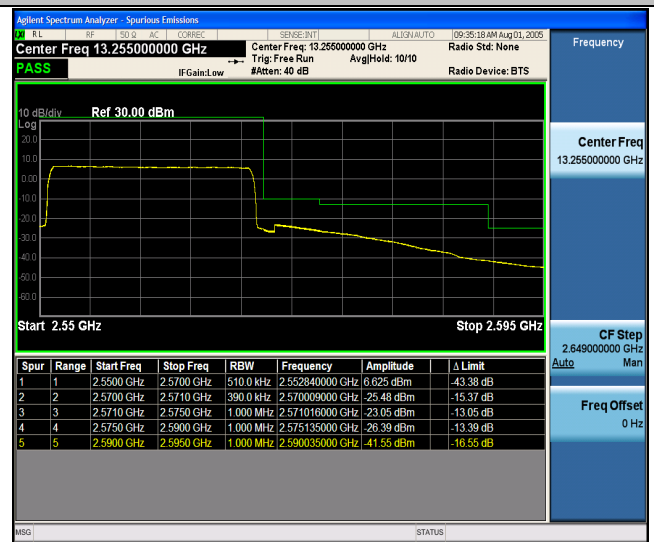 Agilent Spectrum Analyzer - Spurious Emissions
LXI RL RF 50 Ω AC CORREC SENSE:INT ALIGN AUTO 09:35:18 AM Aug 01, 2005
Center Freq 13.255000000 GHz
Center Freq: 13.255000000 GHz
Radio Std: None
Trig: Free Run Avg|Hold: 10/10
PASS
IFGain:Low
#Atten: 40 dB
Radio Device: BTS
10 dB/div Ref 30.00 dBm
Log
20.0
10.0
0.00
-10.0
-20.0
-30.0
-40.0
-50.0
-60.0
Start 2.55 GHz Stop 2.595 GHz
Spur Range Start Freq Stop Freq RBW Frequency Amplitude Δ Limit
1 1 2.5500 GHz 2.5700 GHz 510.0 kHz 2.552840000 GHz 6.625 dBm -43.38 dB
2 2 2.5700 GHz 2.5710 GHz 390.0 kHz 2.570009000 GHz -25.48 dBm -15.37 dB
3 3 2.5710 GHz 2.5750 GHz 1.000 MHz 2.571016000 GHz -23.05 dBm -13.05 dB
4 4 2.5750 GHz 2.5900 GHz 1.000 MHz 2.575135000 GHz -26.39 dBm -13.39 dB
5 5 2.5900 GHz 2.5950 GHz 1.000 MHz 2.590035000 GHz -41.55 dBm -16.55 dB
MSG STATUS
Frequency
Center Freq
13.255000000 GHz
CF Step
2.649000000 GHz
Auto Man
Freq Offset
0 Hz